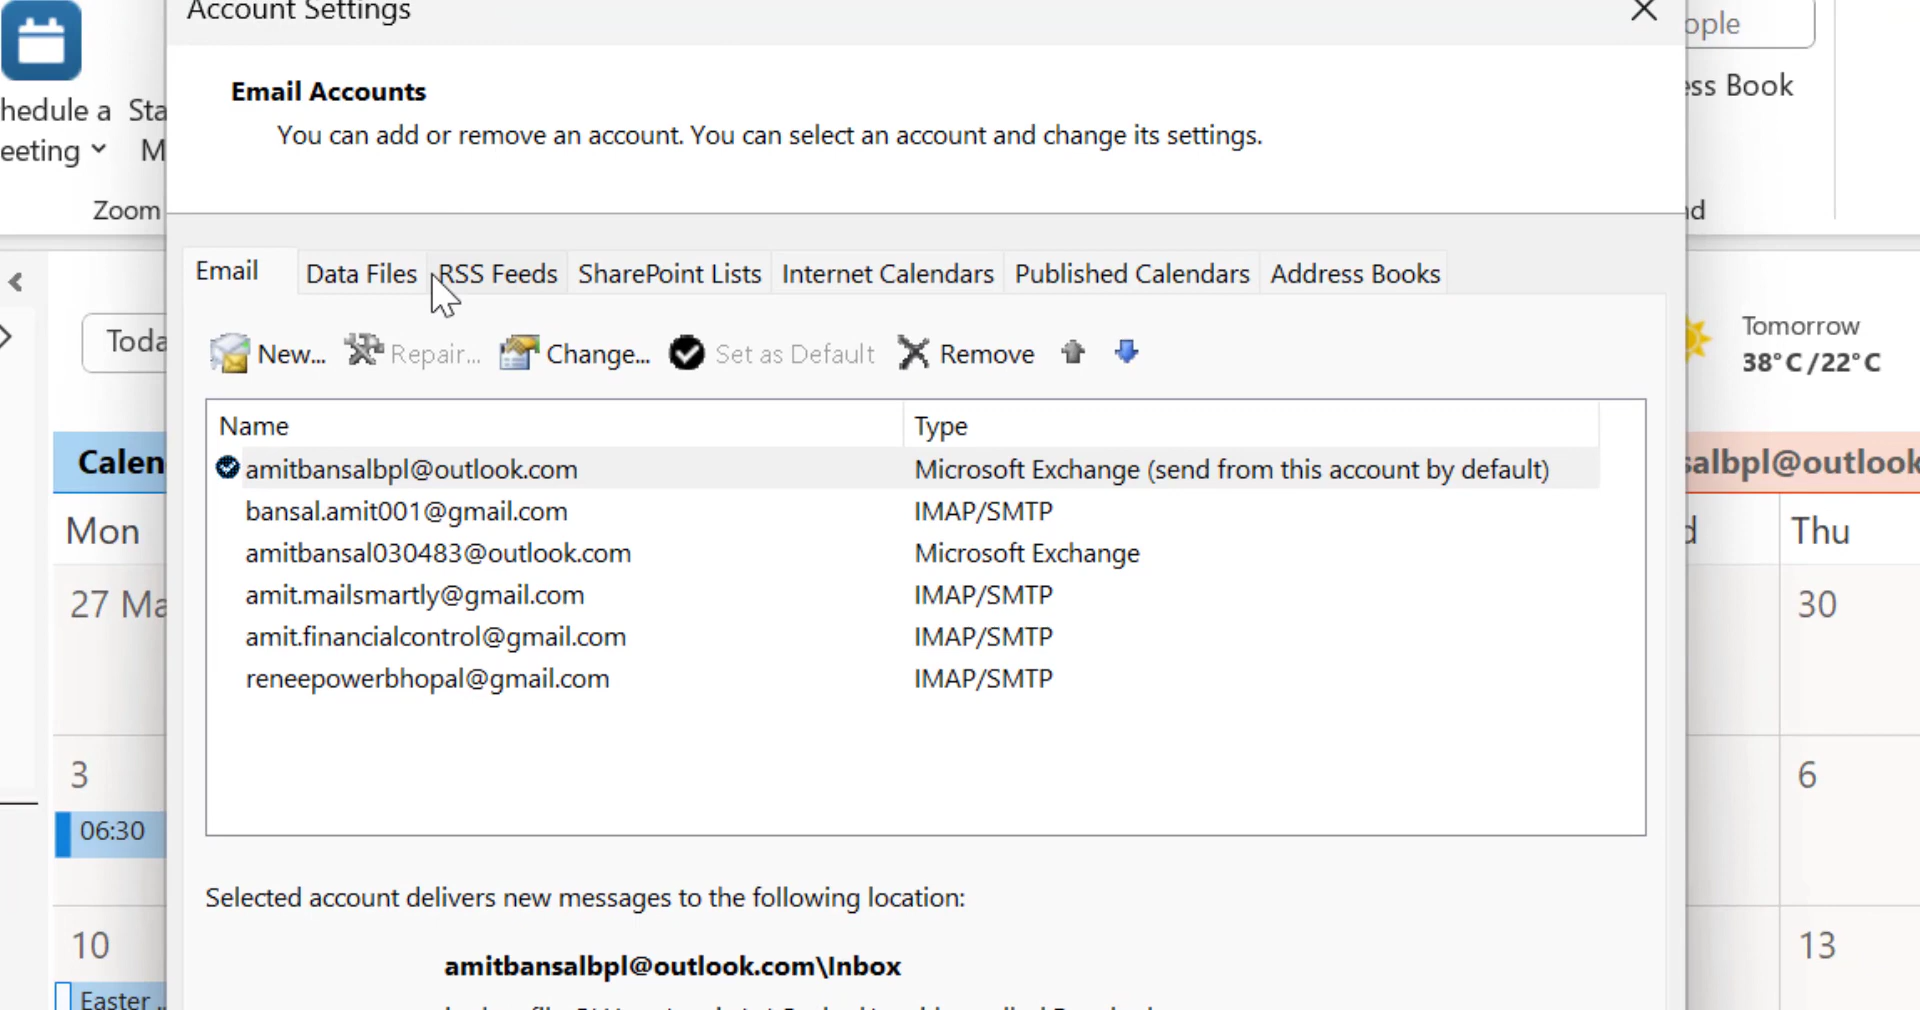 Account Settings
ople
Email Accounts
ess Book
hedule a Sta
You can add or remove an account. You can select an account and change its settings.
eeting M
Zoom
nd
Email Data Files RSS Feeds SharePoint Lists Internet Calendars Published Calendars Address Books
Toda
New... Repair... Change... Set as Default Remove
Tomorrow
38°C/22°C
Name Type
Calen
amitbansalbpl@outlook.com Microsoft Exchange (send from this account by default)
salbpl@outlook
bansal.amit001@gmail.com IMAP/SMTP
Mon
d
Thu
amitbansal030483@outlook.com Microsoft Exchange
amit.mailsmartly@gmail.com IMAP/SMTP
27 Ma
30
amit.financialcontrol@gmail.com IMAP/SMTP
reneepowerbhopal@gmail.com IMAP/SMTP
3
6
06:30
Selected account delivers new messages to the following location:
10
13
amitbansalbpl@outlook.com\Inbox
Easter ..